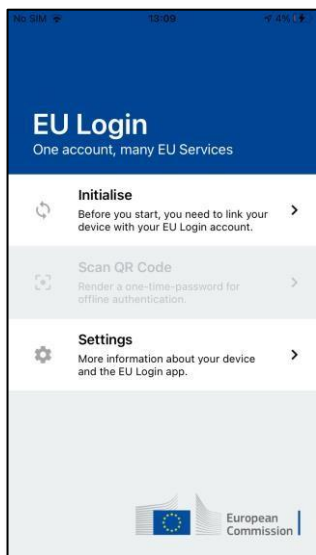 No SIM 13:09 4%
EU Login
One account, many EU Services
Initialise
Before you start, you need to link your
device with your EU Login account.
Scan QR Code
Render a one-time-password for
offline authentication.
Settings
More information about your device
and the EU Login app.
European
Commission